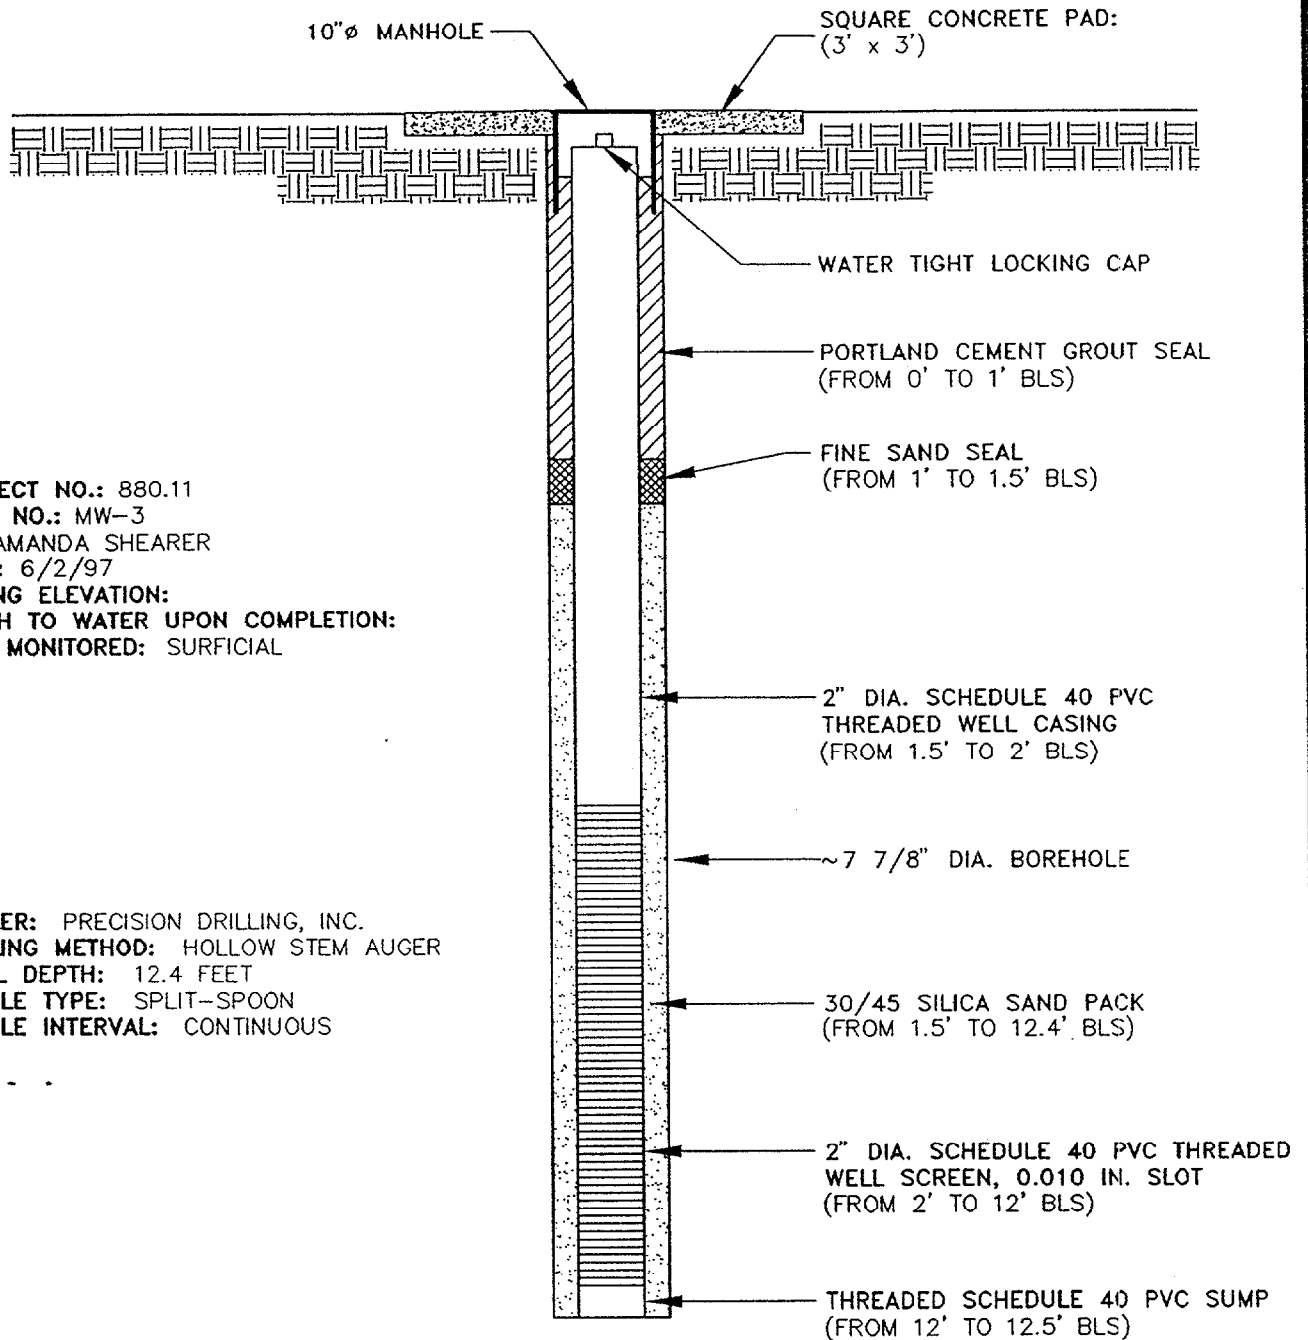 10"ø MANHOLE
SQUARE CONCRETE PAD:
(3' x 3')
WATER TIGHT LOCKING CAP
PORTLAND CEMENT GROUT SEAL
(FROM 0' TO 1' BLS)
FINE SAND SEAL
(FROM 1' TO 1.5' BLS)
ECT NO.: 880.11
NO.: MW-3
AMANDA SHEARER
: 6/2/97
NG ELEVATION:
H TO WATER UPON COMPLETION:
MONITORED: SURFICIAL
2" DIA. SCHEDULE 40 PVC
THREADED WELL CASING
(FROM 1.5' TO 2' BLS)
~7 7/8" DIA. BOREHOLE
ER: PRECISION DRILLING, INC.
ING METHOD: HOLLOW STEM AUGER
L DEPTH: 12.4 FEET
LE TYPE: SPLIT-SPOON
LE INTERVAL: CONTINUOUS
30/45 SILICA SAND PACK
(FROM 1.5' TO 12.4' BLS)
2" DIA. SCHEDULE 40 PVC THREADED
WELL SCREEN, 0.010 IN. SLOT
(FROM 2' TO 12' BLS)
THREADED SCHEDULE 40 PVC SUMP
(FROM 12' TO 12.5' BLS)